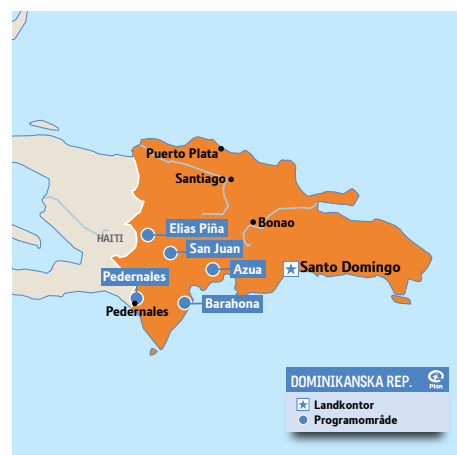 Puerto Plata
Santiago
Bonao
Elias Piña
HAITI
San Juan
Azua
Santo Domingo
Pedernales
Barahona
Pedernales
DOMINIKANSKA REP.
Plan
Landkontor
Programområde